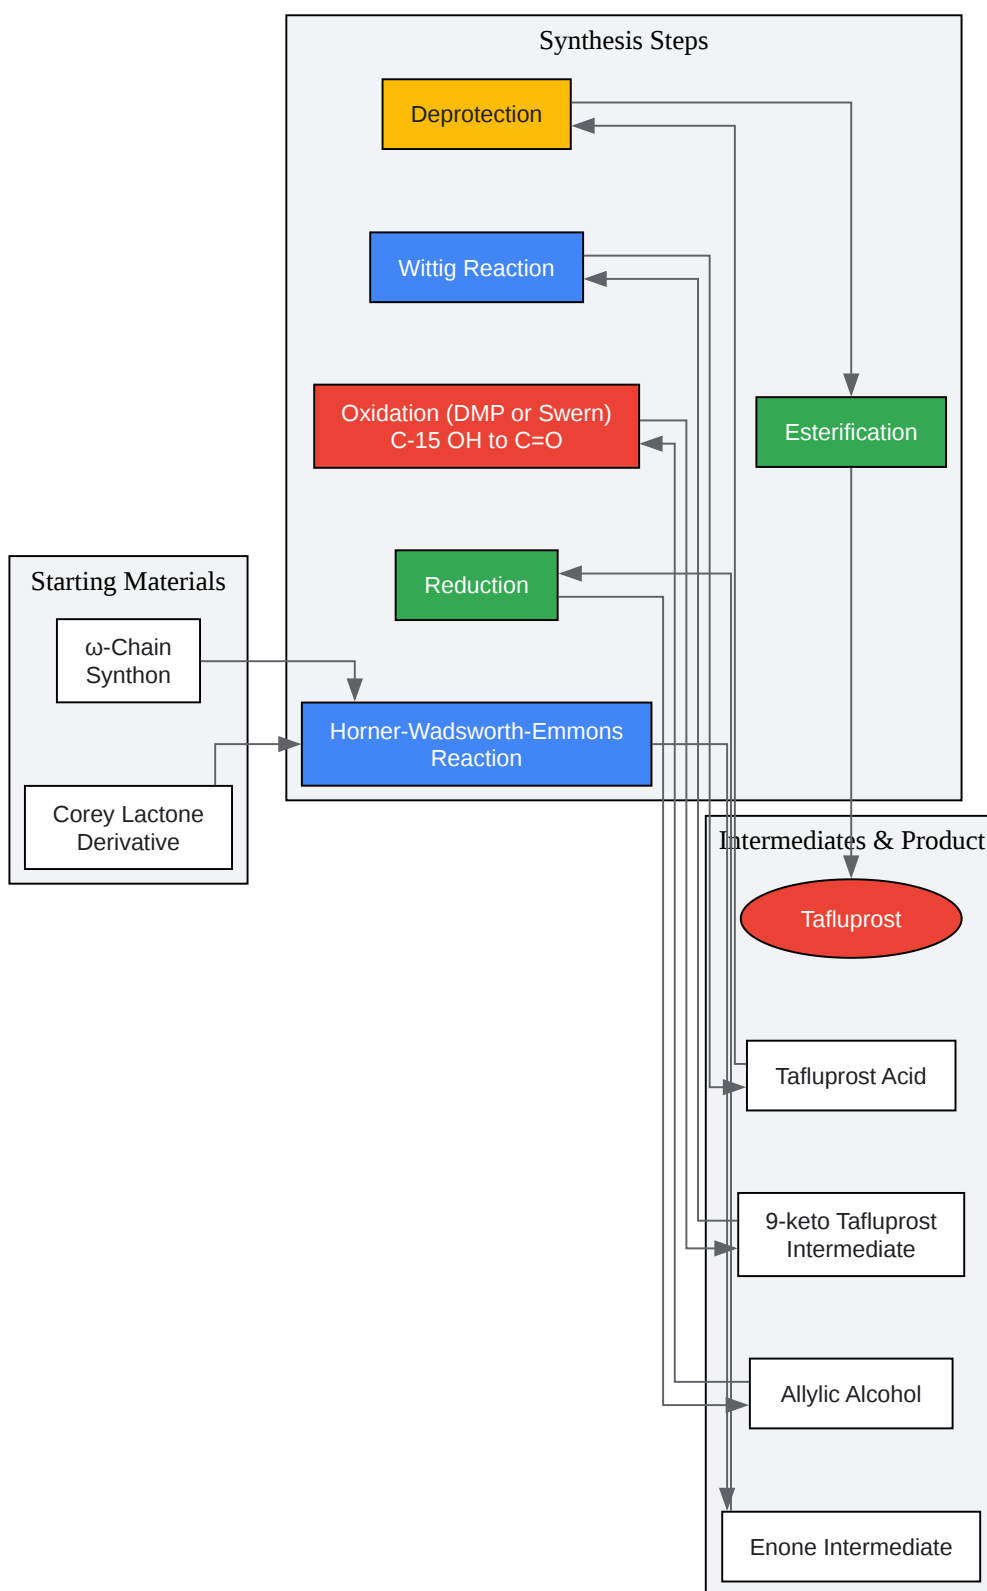 Synthesis Steps
Deprotection
Wittig Reaction
Oxidation (DMP or Swern)
C-15 OH to C=O
Esterification
Reduction
Starting Materials
ω-Chain
Synthon
Horner-Wadsworth-Emmons
Reaction
Corey Lactone
Derivative
Intermediates & Product
Tafluprost
Tafluprost Acid
9-keto Tafluprost
Intermediate
Allylic Alcohol
Enone Intermediate